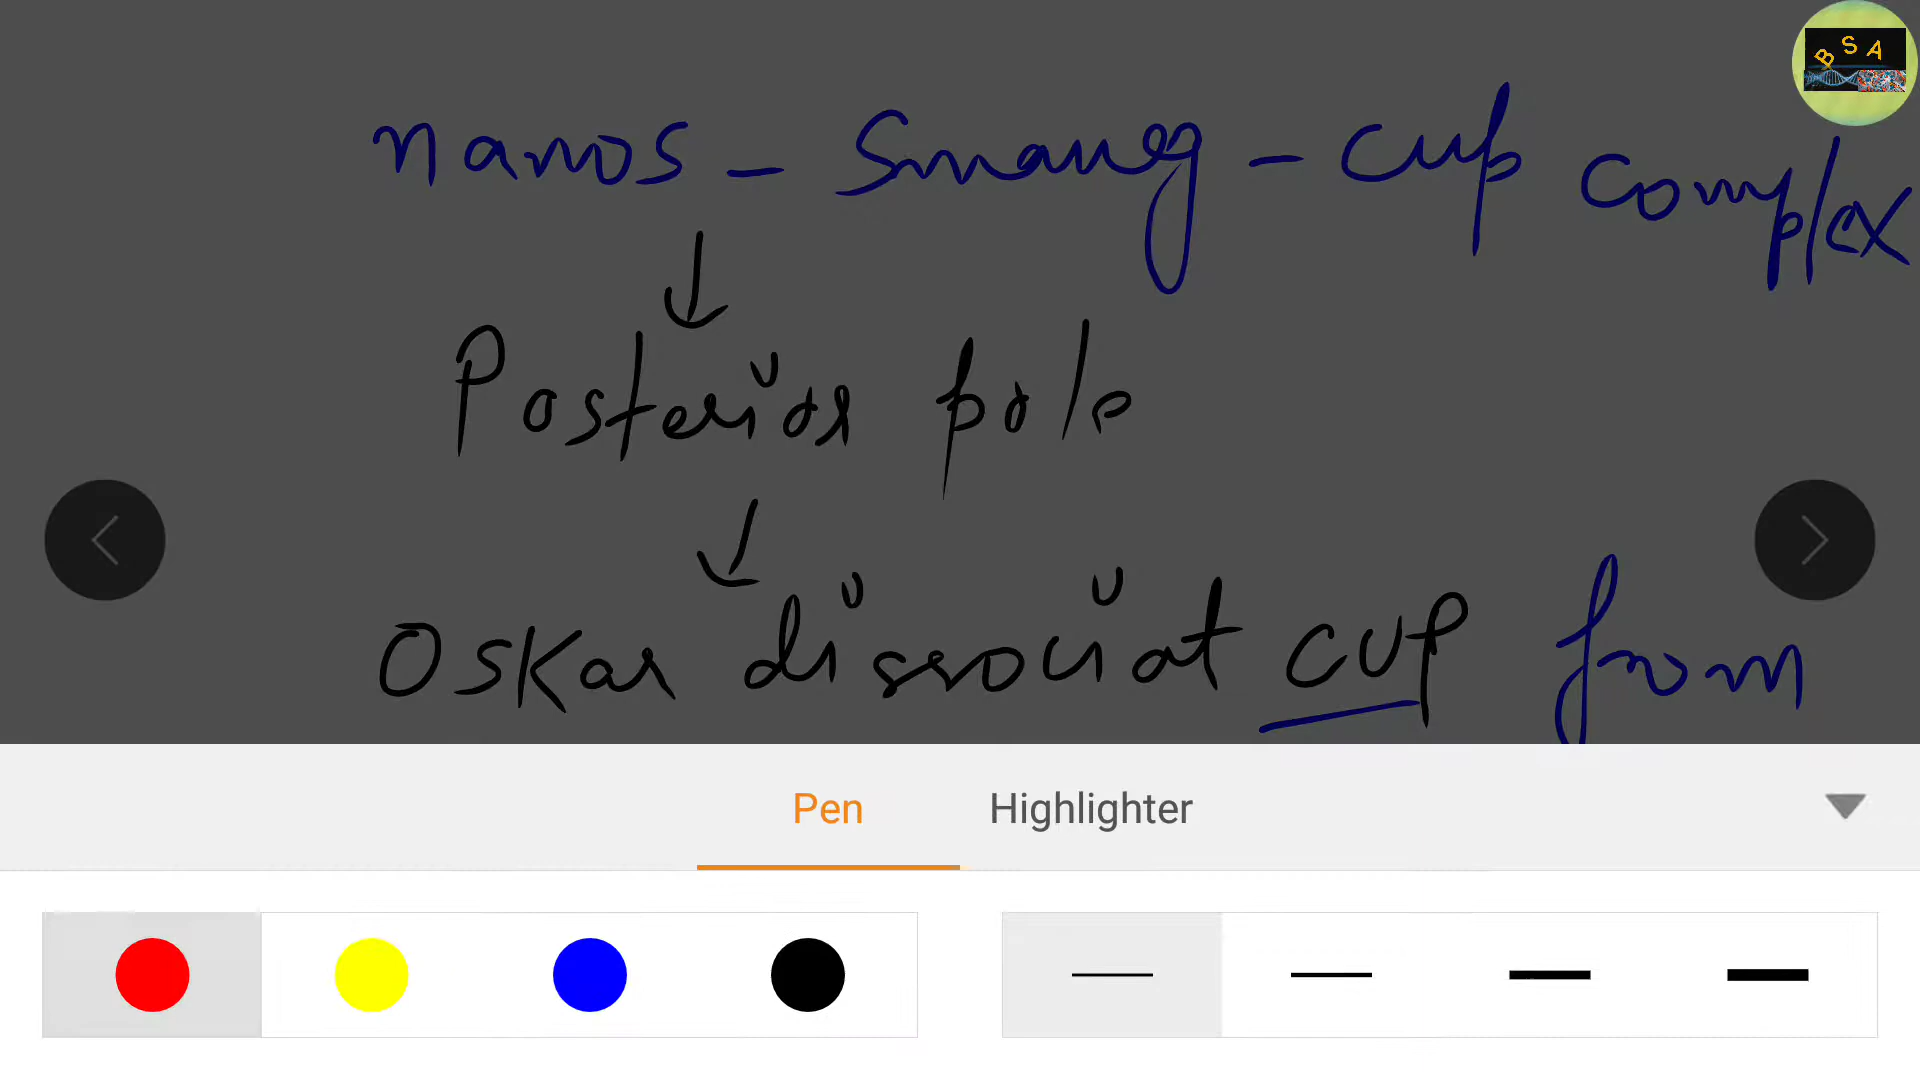 BSA
nanos - Smaug - cup complex
Posterior pole
Oskar dissociat CUP from
Pen Highlighter